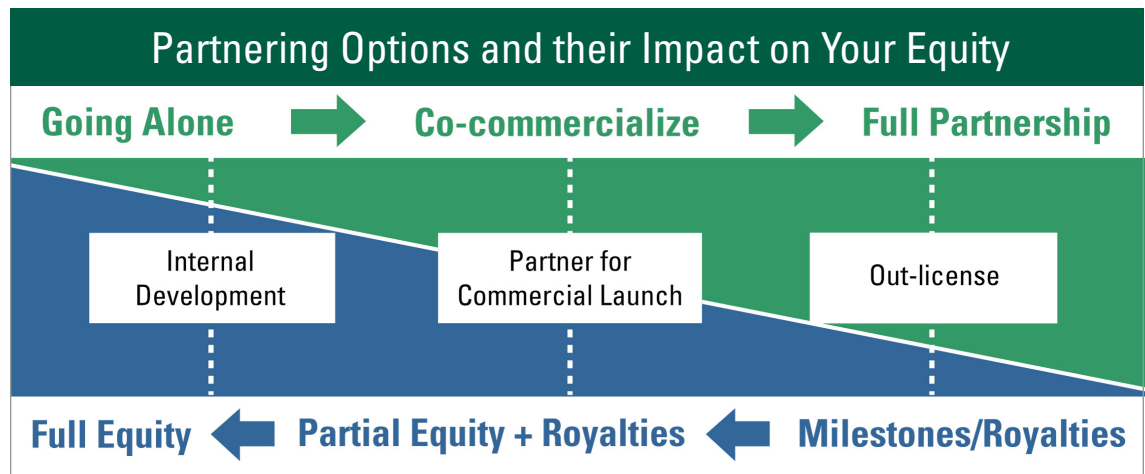 Partnering Options and their Impact on Your Equity
Going Alone
Co-commercialize
Full Partnership
Internal
Development
Partner for
Commercial Launch
Out-license
Full Equity
Partial Equity + Royalties
Milestones/Royalties